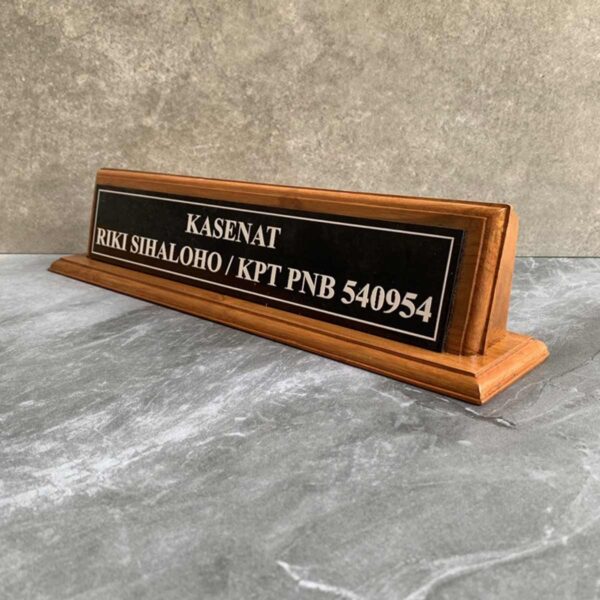 KASENAT
RIKI SIHALOHO / KPT PNB 540954